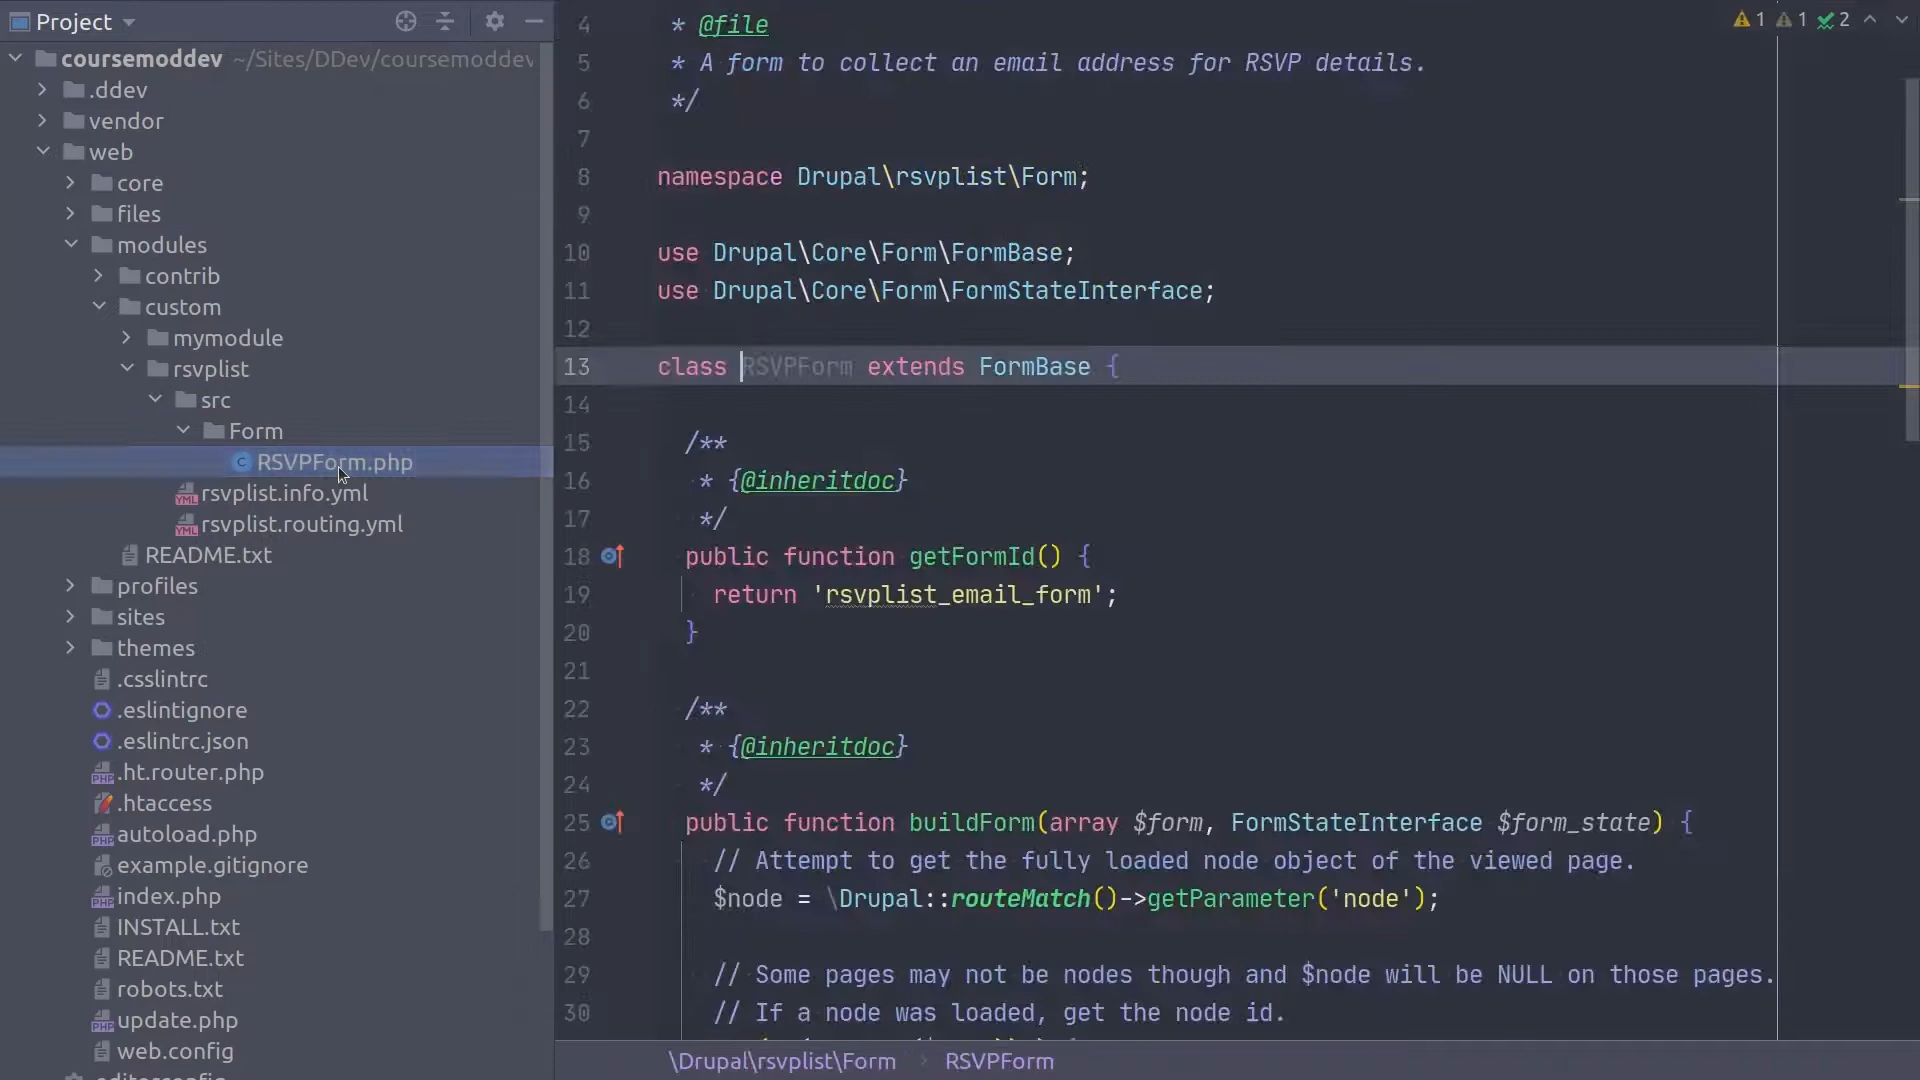 Project
coursemoddev ~/Sites/DDev/coursemoddev
.ddev
vendor
web
core
files
modules
contrib
custom
mymodule
rsvplist
src
Form
RSVPForm.php
rsvplist.info.yml
rsvplist.routing.yml
README.txt
profiles
sites
themes
.csslintrc
.eslintignore
.eslintrc.json
.ht.router.php
.htaccess
autoload.php
example.gitignore
index.php
INSTALL.txt
README.txt
robots.txt
update.php
web.config
.editorconfig
1 1 2
4 * @file
5 * A form to collect an email address for RSVP details.
6 */
7
8 namespace Drupal\rsvplist\Form;
9
10 use Drupal\Core\Form\FormBase;
11 use Drupal\Core\Form\FormStateInterface;
12
13 class RSVPForm extends FormBase {
14
15 /**
16 * {@inheritdoc}
17 */
18 public function getFormId() {
19 return 'rsvplist_email_form';
20 }
21
22 /**
23 * {@inheritdoc}
24 */
25 public function buildForm(array $form, FormStateInterface $form_state) {
26 // Attempt to get the fully loaded node object of the viewed page.
27 $node = \Drupal::routeMatch()->getParameter('node');
28
29 // Some pages may not be nodes though and $node will be NULL on those pages.
30 // If a node was loaded, get the node id.
\Drupal\rsvplist\Form RSVPForm